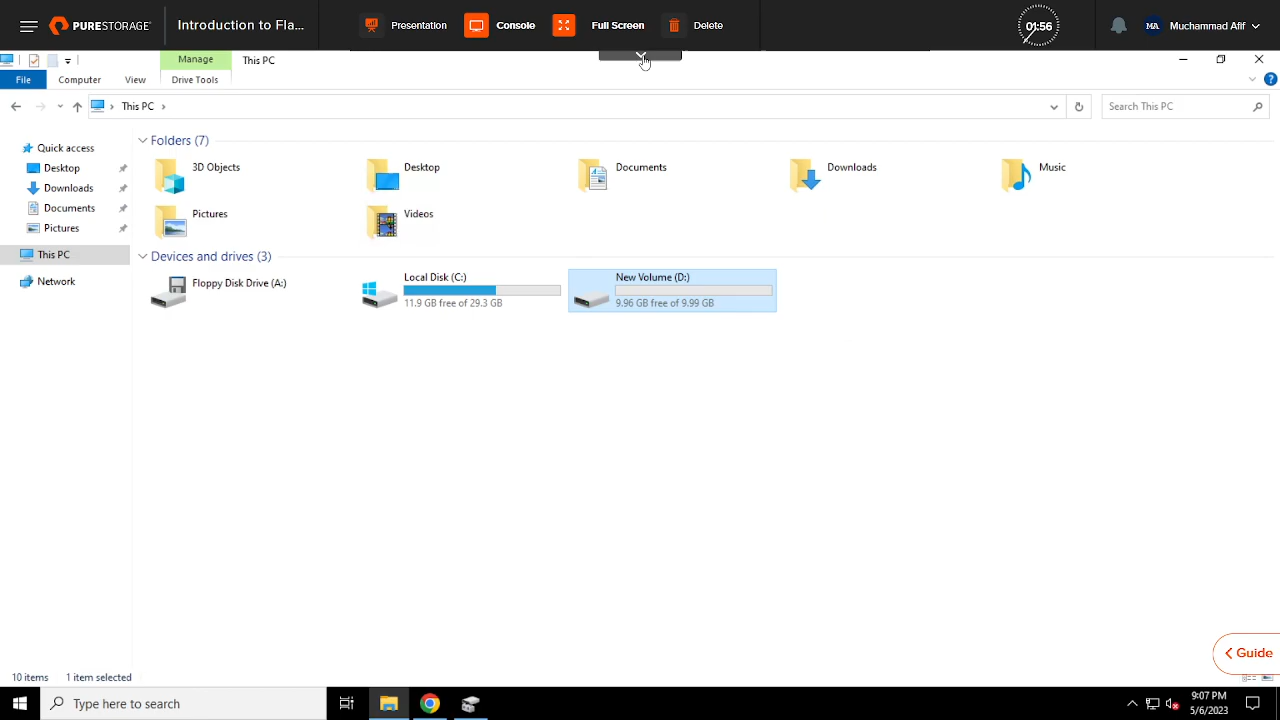 PURESTORAGE Introduction to Fla... Presentation Console Full Screen Delete 01:56 MA Muhammad Afif
Manage This PC
File Computer View Drive Tools
This PC Search This PC
Folders (7)
Quick access
Desktop
Downloads
Documents
Pictures
This PC
Network
3D Objects Desktop Documents Downloads Music
Pictures Videos
Devices and drives (3)
Floppy Disk Drive (A:)
Local Disk (C:)
11.9 GB free of 29.3 GB
New Volume (D:)
9.96 GB free of 9.99 GB
Guide
10 items 1 item selected
Type here to search
9:07 PM
5/6/2023